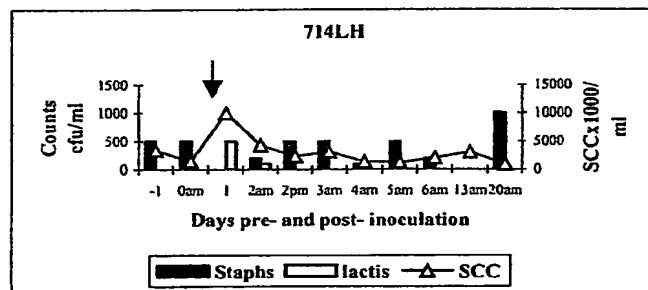 714LH
Counts cfu/ml
1500
1000
500
0
15000
10000
5000
0
SCCx1000/ml
-1 0am 1 2am 2pm 3am 4am 5am 6am 13am 20am
Days pre- and post- inoculation
Staphs lactis SCC